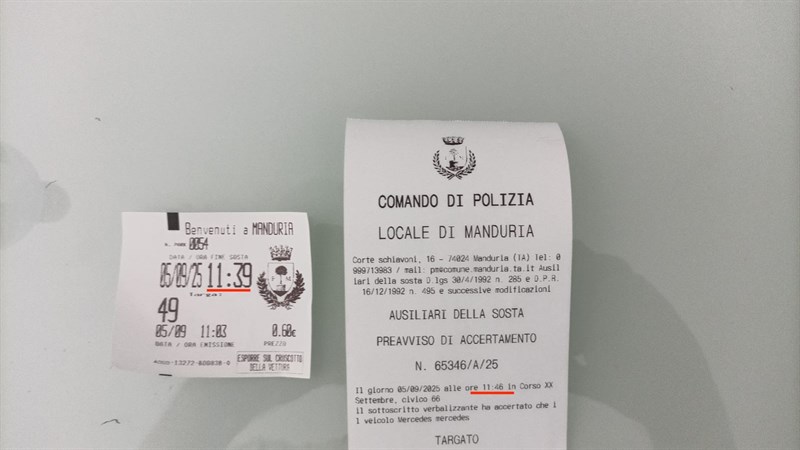 Benvenuti a MANDURIA
0054
DATA / ORA FINE SOSTA
05/09/25 11:39
Targa:
49
05/09 11:03 0.60€
DATA / ORA EMISSIONE PREZZO
ESPORRE SUL CRUSCOTTO
DELLA VETTURA
COMANDO DI POLIZIA
LOCALE DI MANDURIA
Corte schiavoni, 16 - 74024 Manduria (TA) Tel: 0
999713983 / mail: pm@comune.manduria.ta.it Ausil
iari della sosta D.lgs 30/4/1992 n. 285 e D.P.R.
16/12/1992 n. 495 e successive modificazioni
AUSILIARI DELLA SOSTA
PREAVVISO DI ACCERTAMENTO
N. 65346/A/25
Il giorno 05/09/2025 alle ore 11:46 in Corso XX
Settembre, civico 66
il sottoscritto verbalizzante ha accertato che i
l veicolo Mercedes mercedes
TARGATO